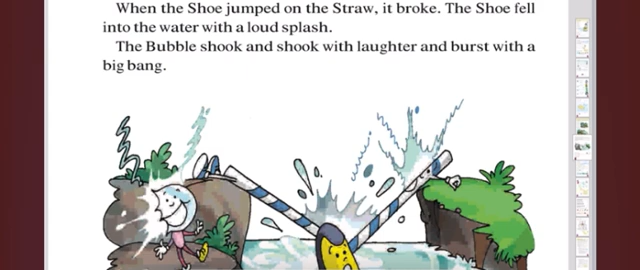 When the Shoe jumped on the Straw, it broke. The Shoe fell
into the water with a loud splash.
The Bubble shook and shook with laughter and burst with a
big bang.